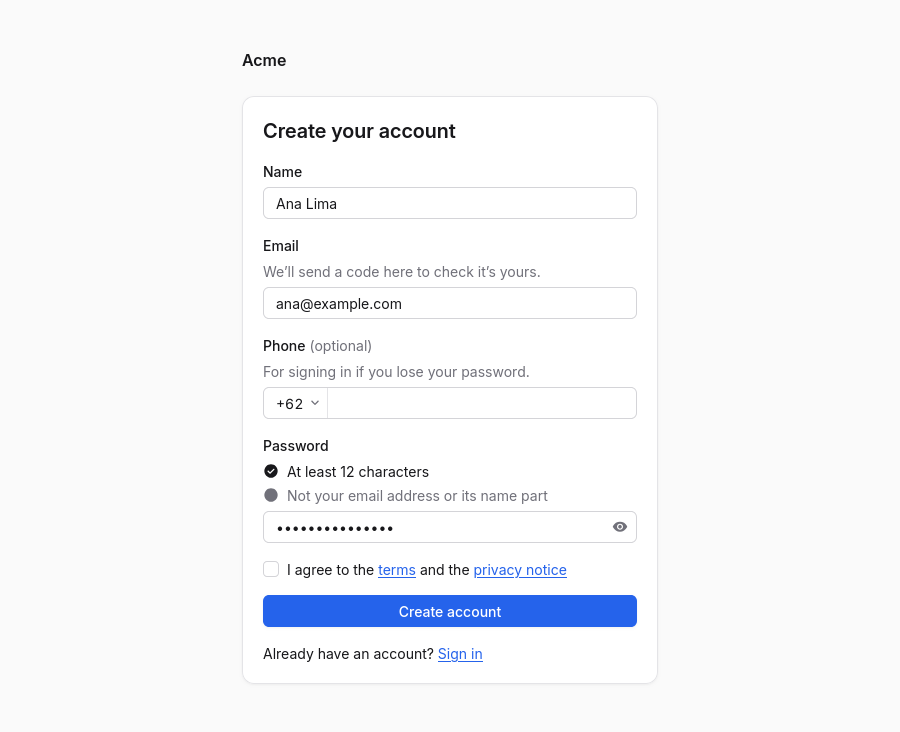 Acme
Create your account
Name
Ana Lima
Email
We’ll send a code here to check it’s yours.
ana@example.com
Phone (optional)
For signing in if you lose your password.
+62
Password
At least 12 characters
Not your email address or its name part
•••••••••••••••
I agree to the terms and the privacy notice
Create account
Already have an account? Sign in